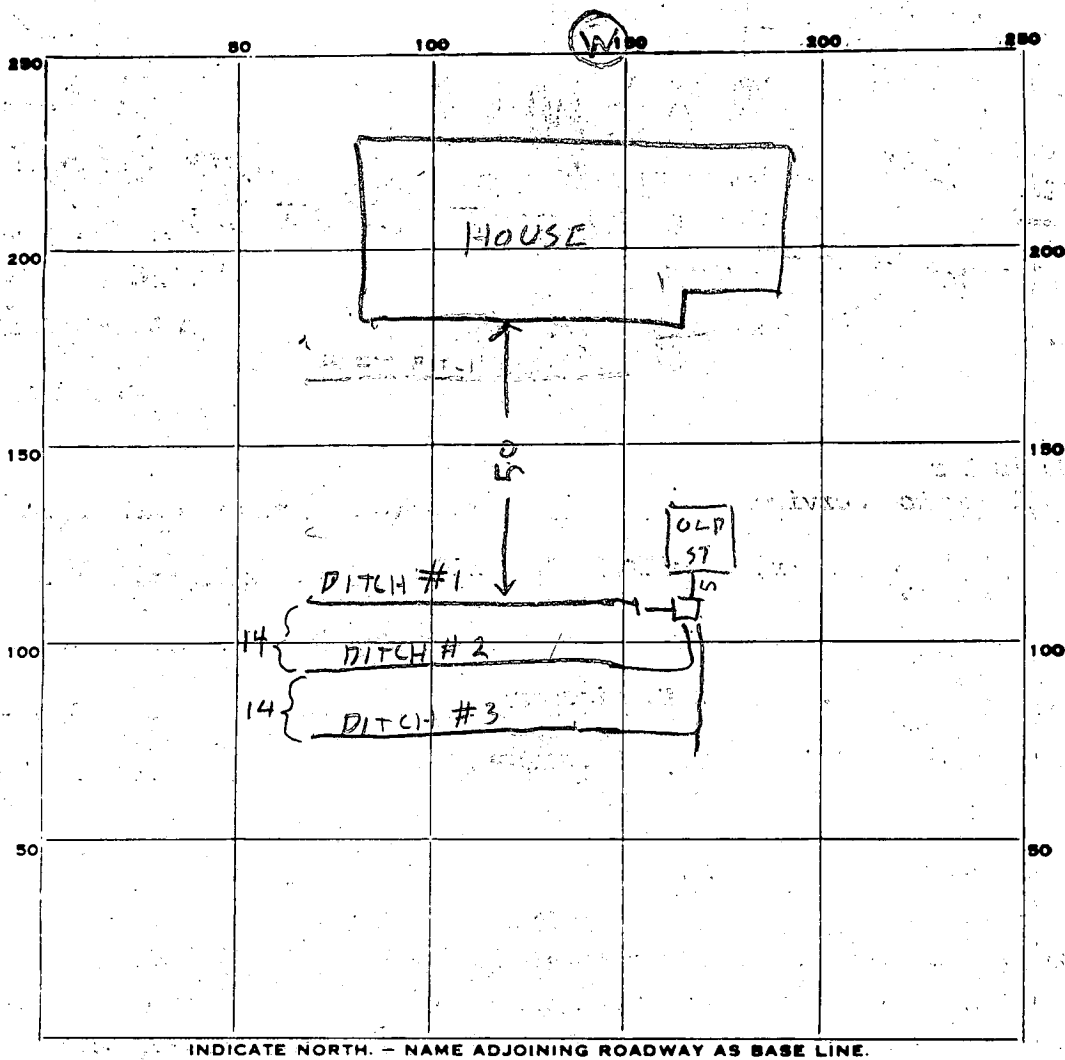 50 100 W 150 200 250
250
HOUSE
200 200
150 150
50
OLD
ST
5
DITCH #1
14
100 100
DITCH #2
14
DITCH #3
50 50
INDICATE NORTH. – NAME ADJOINING ROADWAY AS BASE LINE.